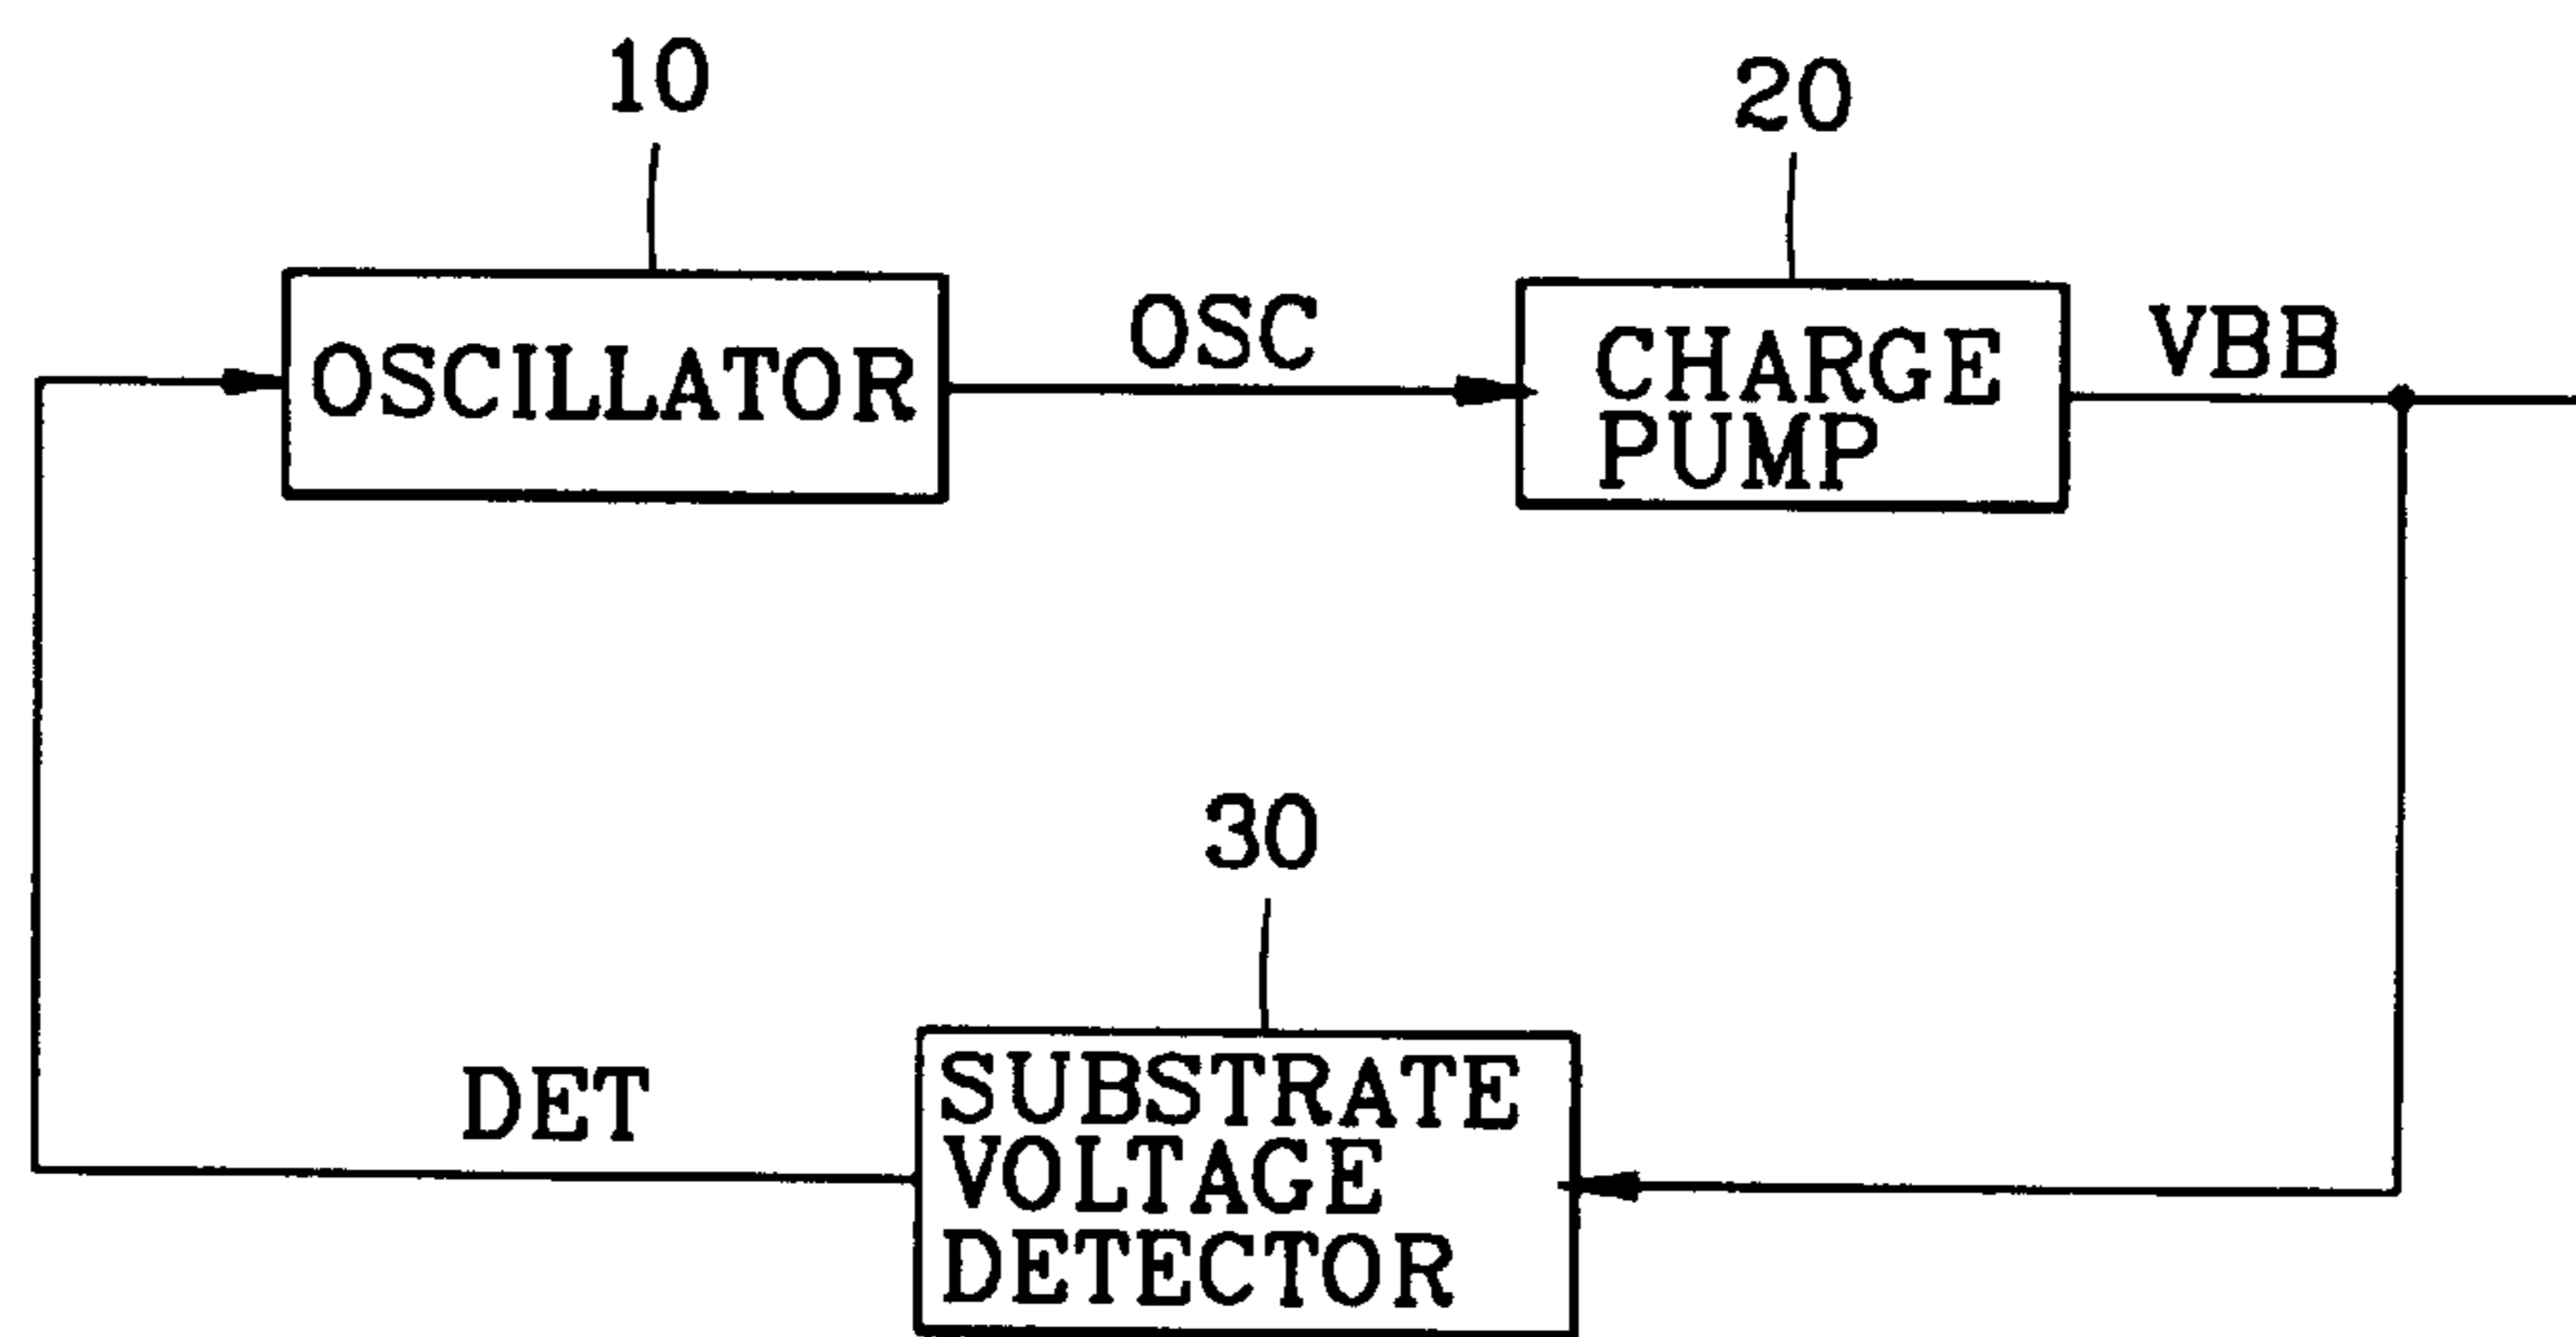 10
20
OSCILLATOR
OSC
CHARGE
PUMP
VBB
30
DET
SUBSTRATE
VOLTAGE
DETECTOR